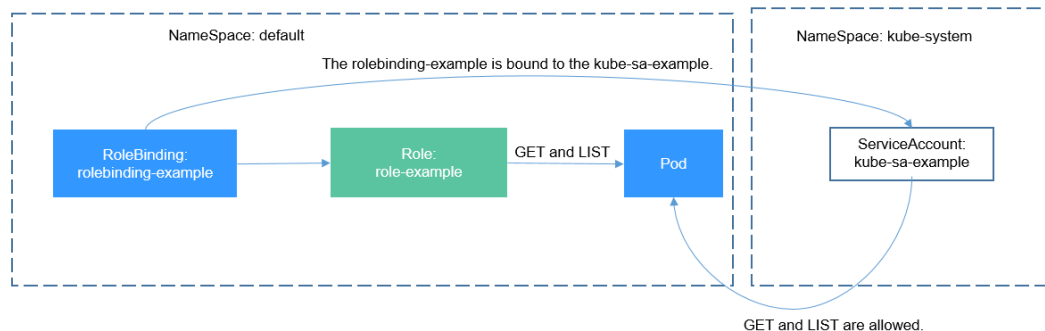 NameSpace: default
NameSpace: kube-system
The rolebinding-example is bound to the kube-sa-example.
RoleBinding:
rolebinding-example
Role:
role-example
GET and LIST
Pod
ServiceAccount:
kube-sa-example
GET and LIST are allowed.